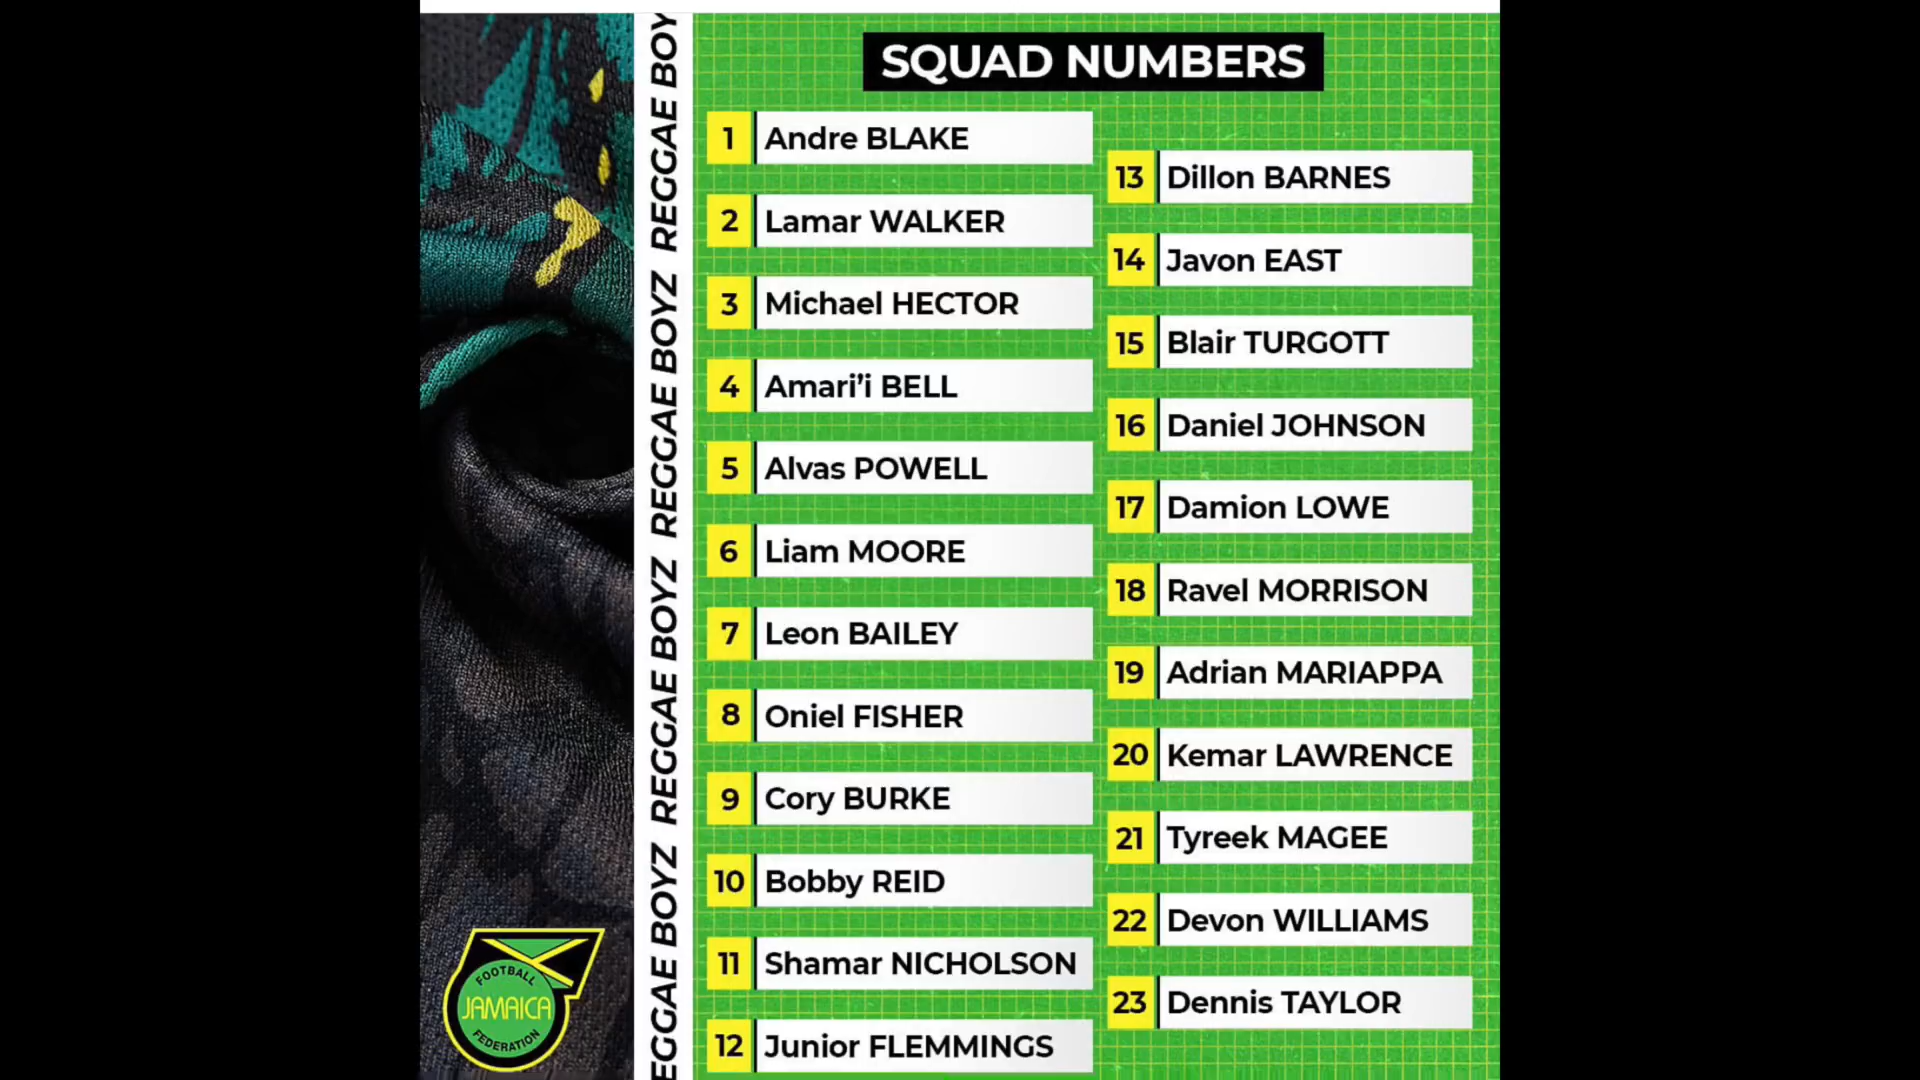 SQUAD NUMBERS
1 Andre BLAKE
2 Lamar WALKER
3 Michael HECTOR
4 Amari’i BELL
5 Alvas POWELL
6 Liam MOORE
7 Leon BAILEY
8 Oniel FISHER
9 Cory BURKE
10 Bobby REID
11 Shamar NICHOLSON
12 Junior FLEMMINGS
13 Dillon BARNES
14 Javon EAST
15 Blair TURGOTT
16 Daniel JOHNSON
17 Damion LOWE
18 Ravel MORRISON
19 Adrian MARIAPPA
20 Kemar LAWRENCE
21 Tyreek MAGEE
22 Devon WILLIAMS
23 Dennis TAYLOR
EGGAE BOYZ REGGAE BOYZ REGGAE BOYZ REGGAE BOY
FOOTBALL
JAMAICA
FEDERATION